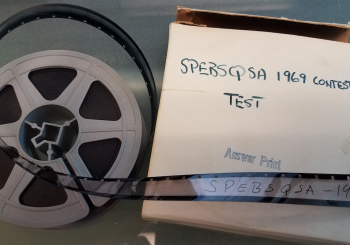 SPEBSQSA 1969 CONTEST
TEST
Answer Print
SPEBSQSA - 19